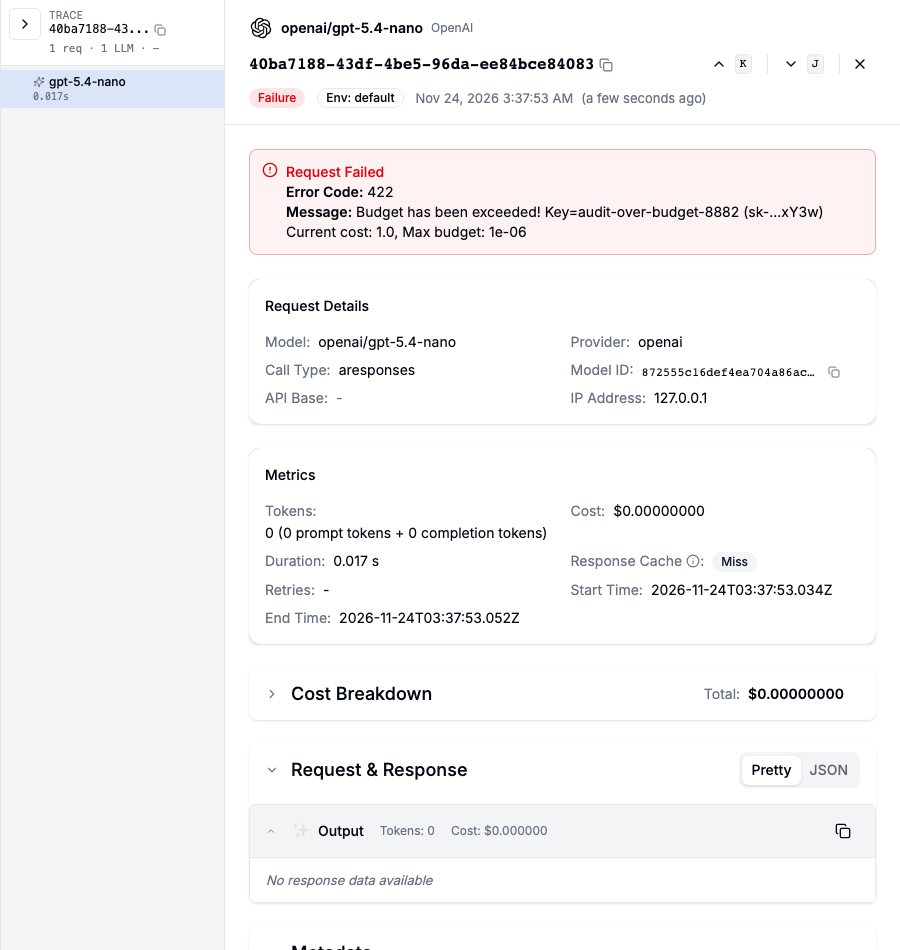 TRACE
40ba7188-43...
1 req · 1 LLM · —
gpt-5.4-nano
0.017s
openai/gpt-5.4-nano OpenAI
40ba7188-43df-4be5-96da-ee84bce84083 K J
Failure Env: default Nov 24, 2026 3:37:53 AM (a few seconds ago)
Request Failed
Error Code: 422
Message: Budget has been exceeded! Key=audit-over-budget-8882 (sk-...xY3w)
Current cost: 1.0, Max budget: 1e-06
Request Details
Model: openai/gpt-5.4-nano Provider: openai
Call Type: aresponses Model ID: 872555c16def4ea704a86ac…
API Base: - IP Address: 127.0.0.1
Metrics
Tokens: Cost: $0.00000000
0 (0 prompt tokens + 0 completion tokens)
Duration: 0.017 s Response Cache : Miss
Retries: - Start Time: 2026-11-24T03:37:53.034Z
End Time: 2026-11-24T03:37:53.052Z
Cost Breakdown Total: $0.00000000
Request & Response Pretty JSON
Output Tokens: 0 Cost: $0.000000
No response data available
Metadata